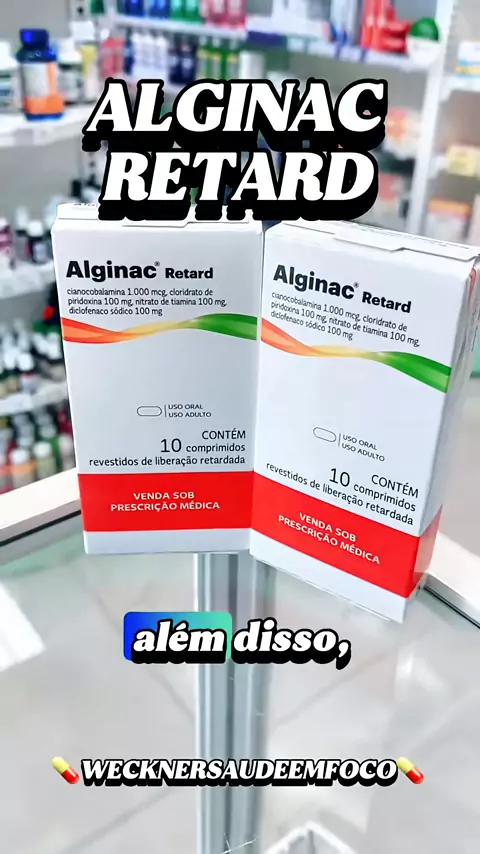 ALGINAC
RETARD
Alginac® Retard
cianocobalamina 1.000 mcg, cloridrato de
piridoxina 100 mg, nitrato de tiamina 100 mg,
diclofenaco sódico 100 mg
USO ORAL
USO ADULTO
CONTÉM
10 comprimidos
revestidos de liberação retardada
VENDA SOB
PRESCRIÇÃO MÉDICA
Alginac® Retard
cianocobalamina 1.000 mcg, cloridrato de
piridoxina 100 mg, nitrato de tiamina 100 mg,
diclofenaco sódico 100 mg
USO ORAL
USO ADULTO
CONTÉM
10 comprimidos
revestidos de liberação retardada
VENDA SOB
PRESCRIÇÃO MÉDICA
além disso,
💊WECKNERSAUDEEMFOCO💊